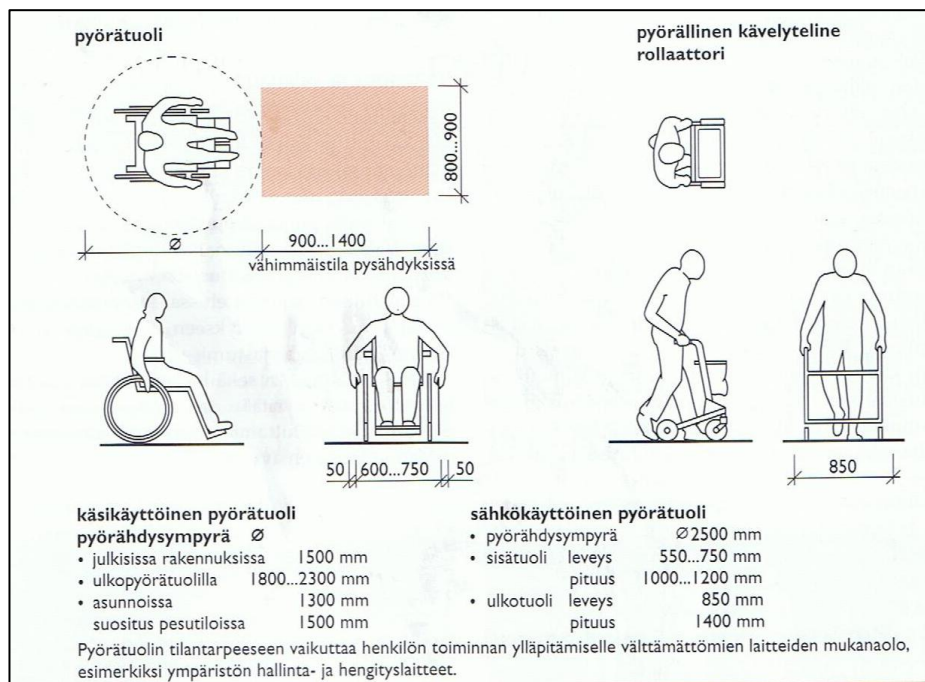 pyörätuoli
pyörällinen kävelyteline
rollaattori
800...900
Ø
900...1400
vähimmäistila pysähdyksissä
50
600...750
50
850
käsikäyttöinen pyörätuoli
pyörähdysympyrä Ø
• julkisissa rakennuksissa 1500 mm
• ulkopyörätuolilla 1800...2300 mm
• asunnoissa 1300 mm
suositus pesutiloissa 1500 mm
sähkökäyttöinen pyörätuoli
• pyörähdysympyrä Ø 2500 mm
• sisätuoli leveys 550...750 mm
pituus 1000...1200 mm
• ulkotuoli leveys 850 mm
pituus 1400 mm
Pyörätuolin tilantarpeeseen vaikuttaa henkilön toiminnan ylläpitämiselle välttämättömien laitteiden mukanaolo,
esimerkiksi ympäristön hallinta- ja hengityslaitteet.